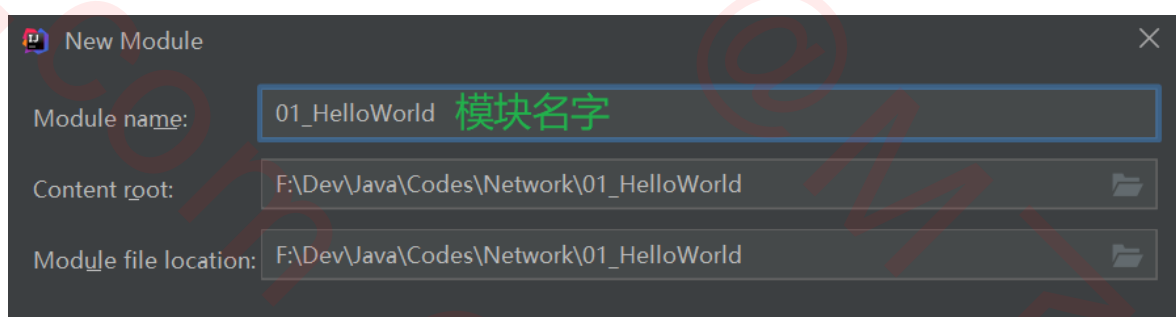 New Module
Module name: 01_HelloWorld 模块名字
Content root: F:\Dev\Java\Codes\Network\01_HelloWorld
Module file location: F:\Dev\Java\Codes\Network\01_HelloWorld